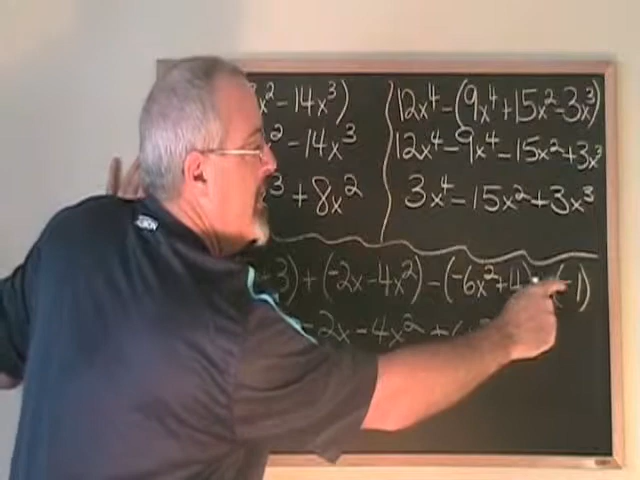 x² - 14x³)
² - 14x³
³ + 8x²
12x⁴ - (9x⁴ + 15x² - 3x³)
12x⁴ - 9x⁴ - 15x² + 3x³
3x⁴ - 15x² + 3x³
+ 3) + (-2x - 4x²) - (-6x² + 4) (-1)
- 2x - 4x² +